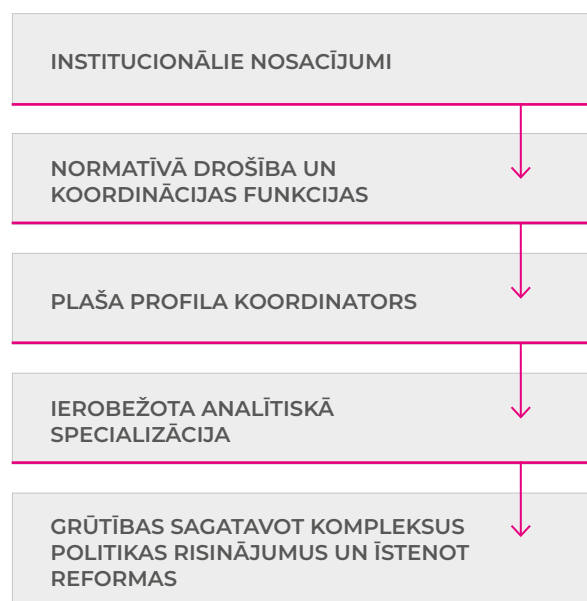 INSTITUCIONĀLIE NOSACĪJUMI
NORMATĪVĀ DROŠĪBA UN
KOORDINĀCIJAS FUNKCIJAS
PLAŠA PROFILA KOORDINATORS
IEROBEŽOTA ANALĪTISKĀ
SPECIALIZĀCIJA
GRŪTĪBAS SAGATAVOT KOMPLEKSUS
POLITIKAS RISINĀJUMUS UN ĪSTENOT
REFORMAS